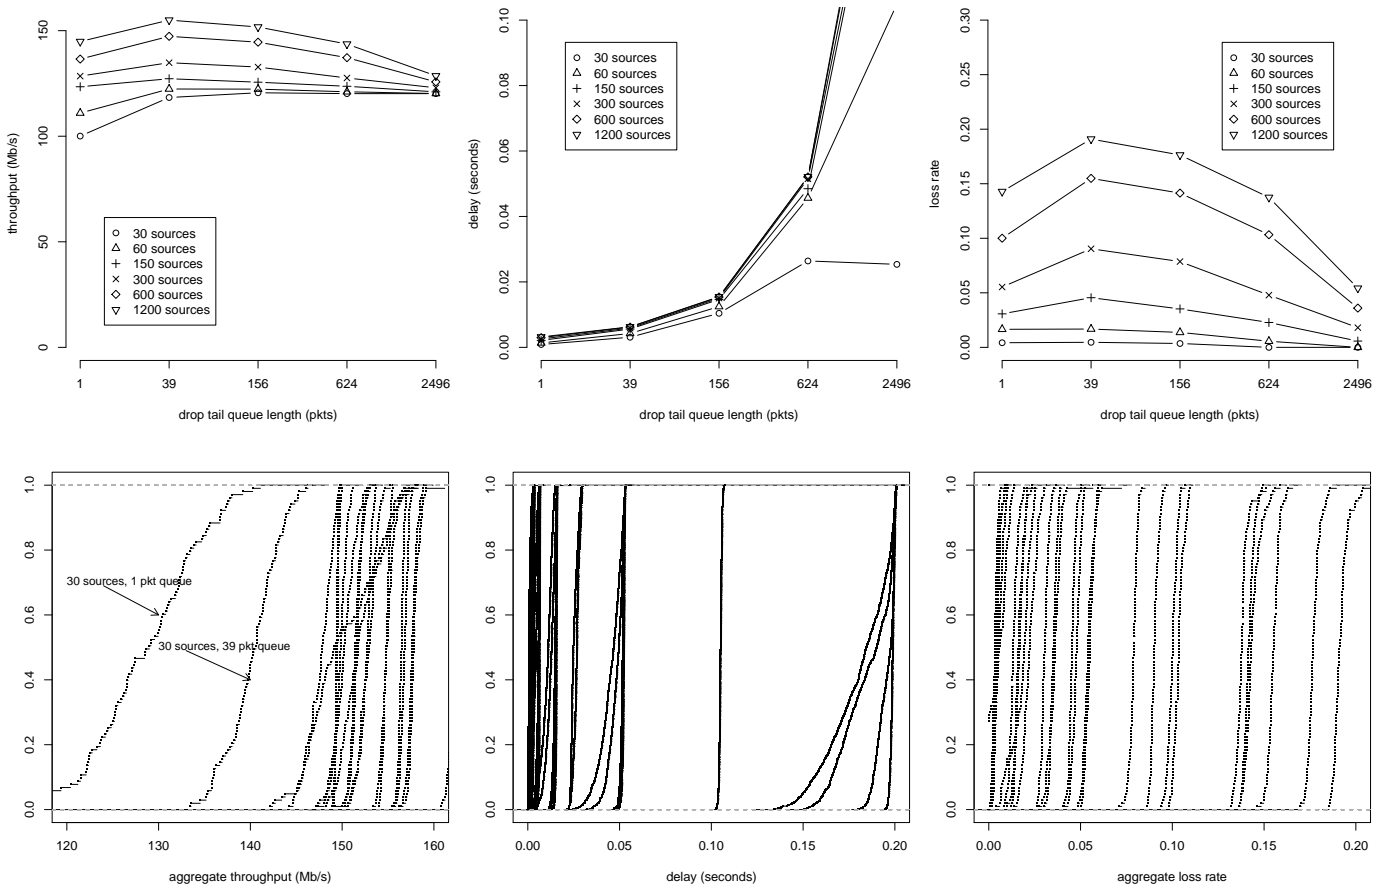 throughput (Mb/s)
150
100
50
0
30 sources
60 sources
150 sources
300 sources
600 sources
1200 sources
1 39 156 624 2496
drop tail queue length (pkts)
delay (seconds)
0.10
0.08
0.06
0.04
0.02
0.00
30 sources
60 sources
150 sources
300 sources
600 sources
1200 sources
1 39 156 624 2496
drop tail queue length (pkts)
loss rate
0.30
0.25
0.20
0.15
0.10
0.05
0.00
30 sources
60 sources
150 sources
300 sources
600 sources
1200 sources
1 39 156 624 2496
drop tail queue length (pkts)
1.0
0.8
0.6
0.4
0.2
0.0
30 sources, 1 pkt queue
30 sources, 39 pkt queue
120 130 140 150 160
aggregate throughput (Mb/s)
1.0
0.8
0.6
0.4
0.2
0.0
0.00 0.05 0.10 0.15 0.20
delay (seconds)
1.0
0.8
0.6
0.4
0.2
0.0
0.00 0.05 0.10 0.15 0.20
aggregate loss rate